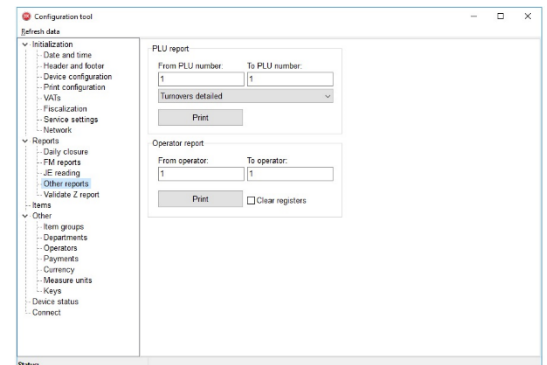 Configuration tool
Refresh data
Initialization
Date and time
Header and footer
Device configuration
Print configuration
VATs
Fiscalization
Service settings
Network
Reports
Daily closure
FM reports
JE reading
Other reports
Validate Z report
Items
Other
Item groups
Departments
Operators
Payments
Currency
Measure units
Keys
Device status
Connect
PLU report
From PLU number: To PLU number:
1 1
Turnovers detailed
Print
Operator report
From operator: To operator:
1 1
Print Clear registers
Status: